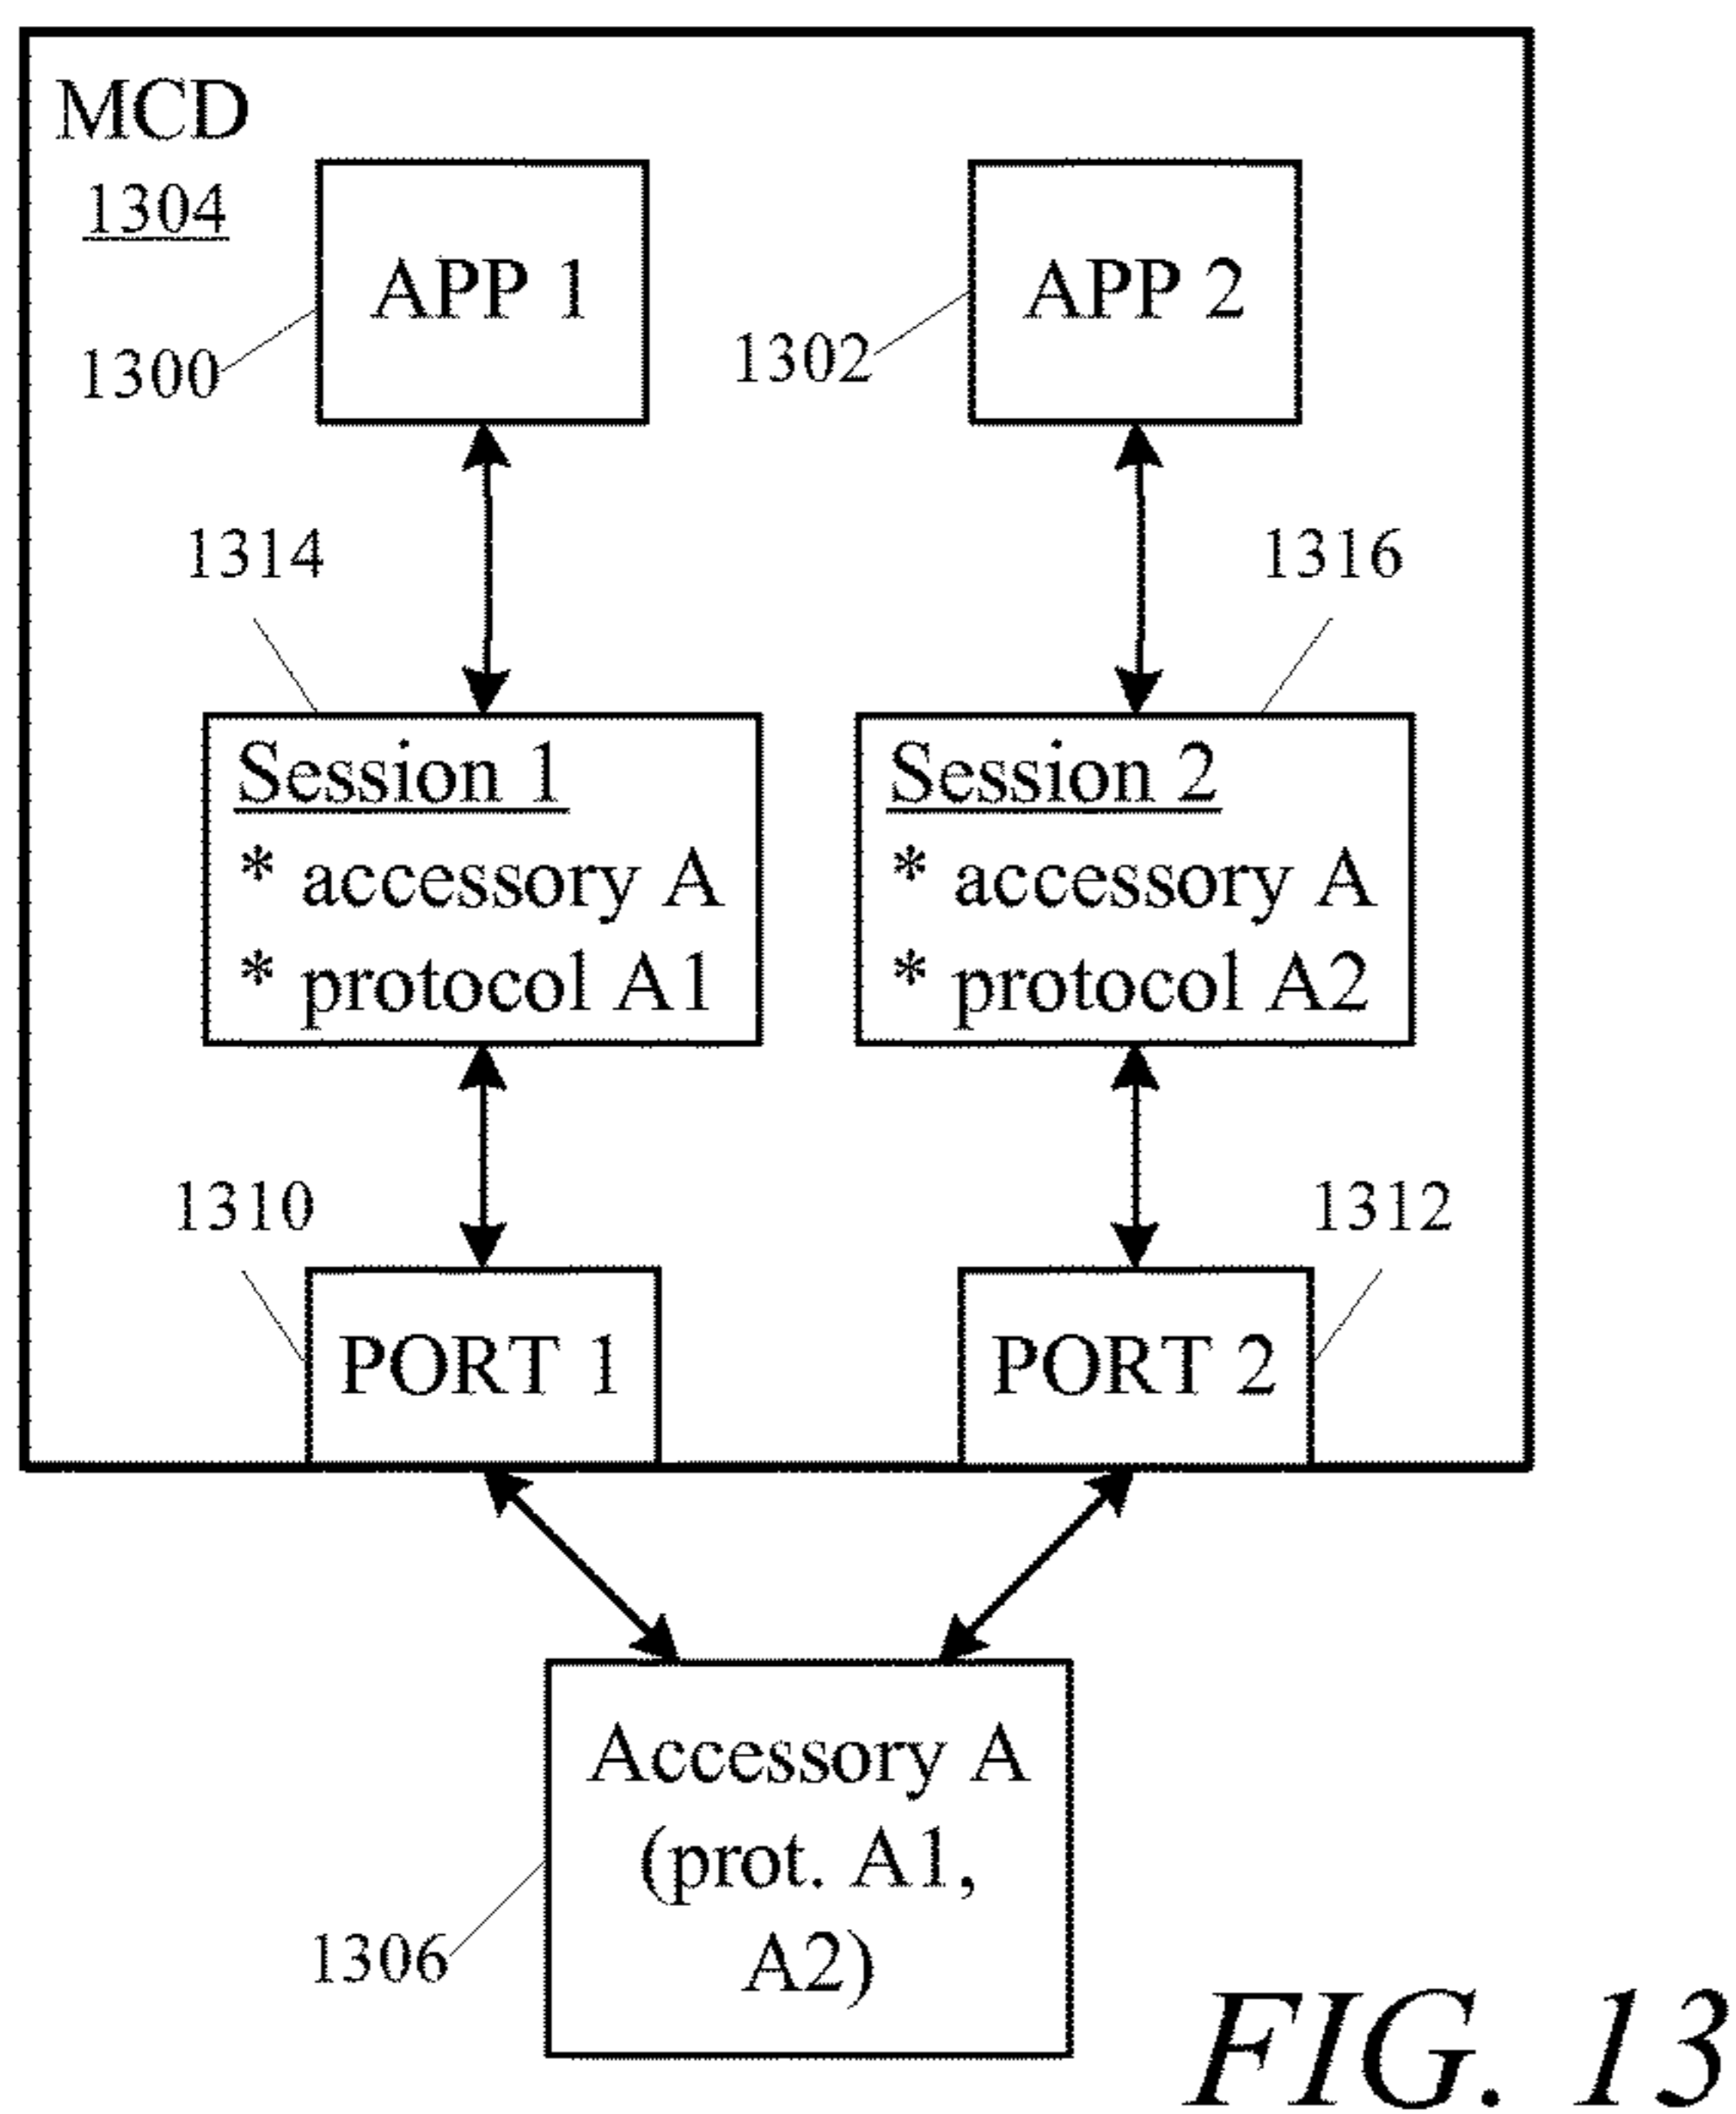 MCD
1304
APP 1
APP 2
1300
1302
1314
1316
Session 1
* accessory A
* protocol A1
Session 2
* accessory A
* protocol A2
1310
1312
PORT 1
PORT 2
Accessory A
(prot. A1,
A2)
1306
FIG. 13